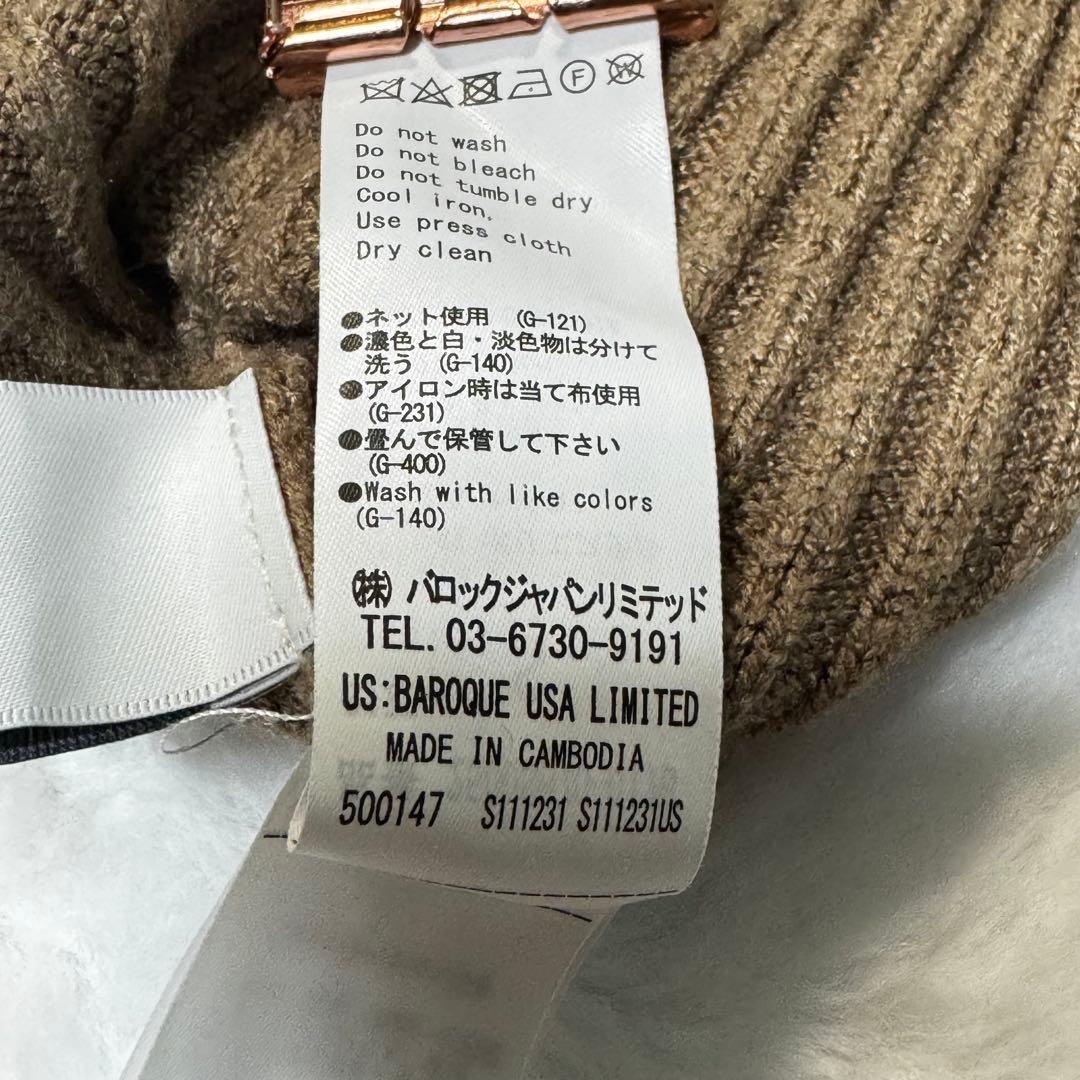 F W
Do not wash
Do not bleach
Do not tumble dry
Cool iron,
Use press cloth
Dry clean
●ネット使用 (G-121)
●濃色と白・淡色物は分けて
洗う (G-140)
●アイロン時は当て布使用
(G-231)
●畳んで保管して下さい
(G-400)
●Wash with like colors
(G-140)
㈱ バロックジャパンリミテッド
TEL. 03-6730-9191
US:BAROQUE USA LIMITED
MADE IN CAMBODIA
500147 S111231 S111231US